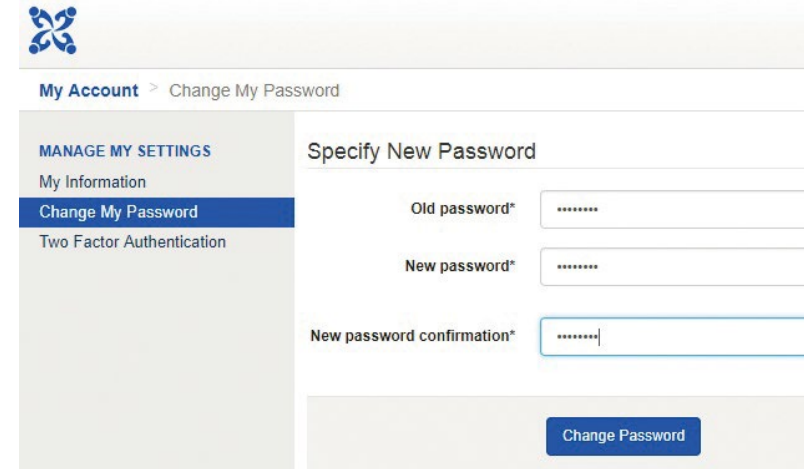 My Account > Change My Password
MANAGE MY SETTINGS
My Information
Change My Password
Two Factor Authentication
Specify New Password
Old password* ••••••••
New password* ••••••••
New password confirmation* ••••••••
Change Password